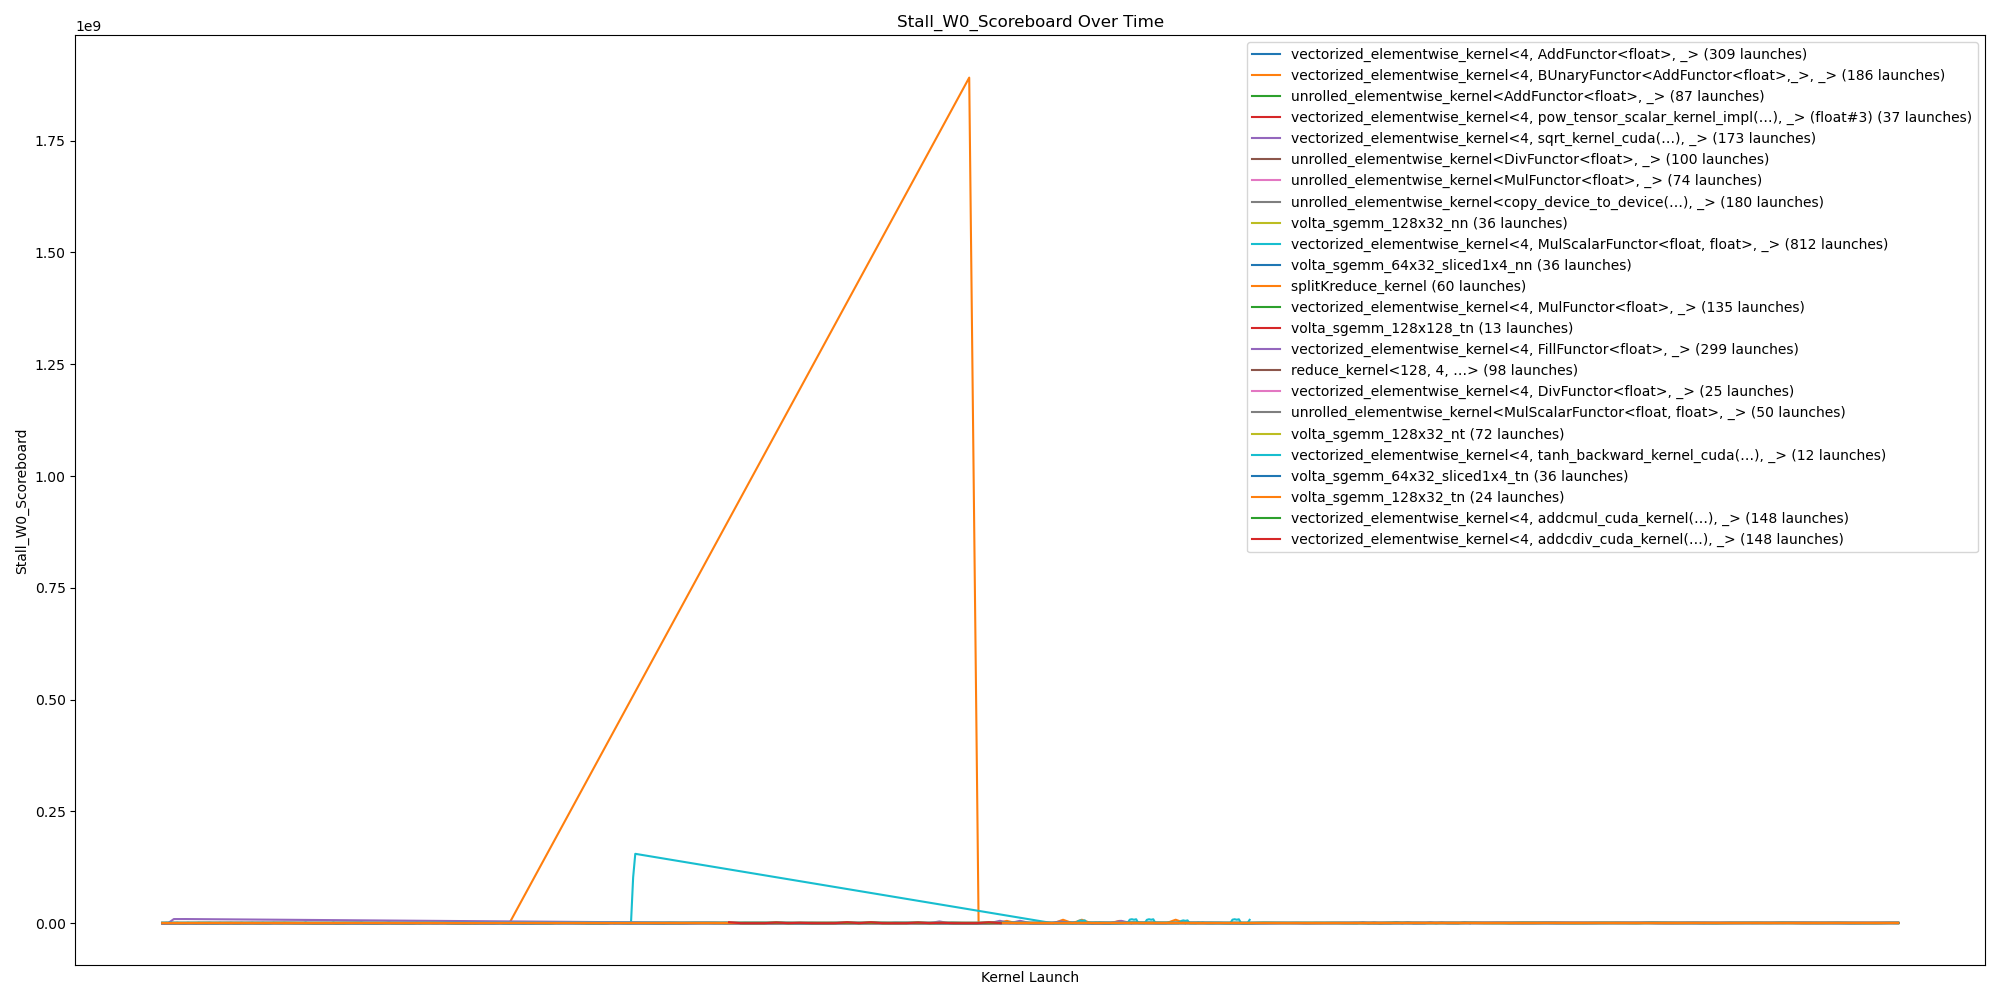 Stall_W0_Scoreboard Over Time
1e9
vectorized_elementwise_kernel<4, AddFunctor<float>, _> (309 launches)
vectorized_elementwise_kernel<4, BUnaryFunctor<AddFunctor<float>,_>, _> (186 launches)
unrolled_elementwise_kernel<AddFunctor<float>, _> (87 launches)
vectorized_elementwise_kernel<4, pow_tensor_scalar_kernel_impl(...), _> (float#3) (37 launches)
vectorized_elementwise_kernel<4, sqrt_kernel_cuda(...), _> (173 launches)
unrolled_elementwise_kernel<DivFunctor<float>, _> (100 launches)
unrolled_elementwise_kernel<MulFunctor<float>, _> (74 launches)
unrolled_elementwise_kernel<copy_device_to_device(...), _> (180 launches)
volta_sgemm_128x32_nn (36 launches)
vectorized_elementwise_kernel<4, MulScalarFunctor<float, float>, _> (812 launches)
volta_sgemm_64x32_sliced1x4_nn (36 launches)
splitKreduce_kernel (60 launches)
vectorized_elementwise_kernel<4, MulFunctor<float>, _> (135 launches)
volta_sgemm_128x128_tn (13 launches)
vectorized_elementwise_kernel<4, FillFunctor<float>, _> (299 launches)
reduce_kernel<128, 4, ...> (98 launches)
vectorized_elementwise_kernel<4, DivFunctor<float>, _> (25 launches)
unrolled_elementwise_kernel<MulScalarFunctor<float, float>, _> (50 launches)
volta_sgemm_128x32_nt (72 launches)
vectorized_elementwise_kernel<4, tanh_backward_kernel_cuda(...), _> (12 launches)
volta_sgemm_64x32_sliced1x4_tn (36 launches)
volta_sgemm_128x32_tn (24 launches)
vectorized_elementwise_kernel<4, addcmul_cuda_kernel(...), _> (148 launches)
vectorized_elementwise_kernel<4, addcdiv_cuda_kernel(...), _> (148 launches)
1.75
1.50
1.25
1.00
0.75
0.50
0.25
0.00
Stall_W0_Scoreboard
Kernel Launch